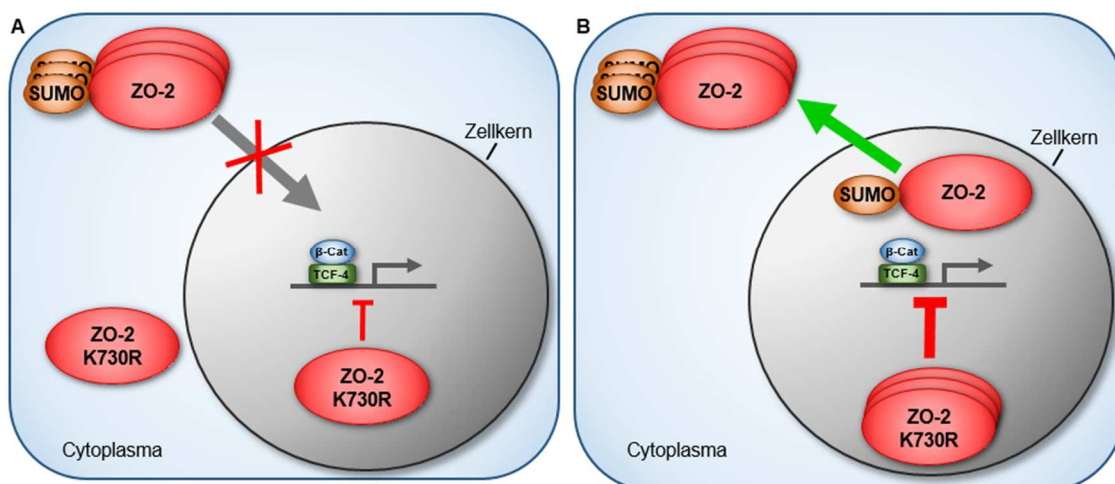 A
SUMO
ZO-2
Zellkern
β-Cat
TCF-4
ZO-2
K730R
ZO-2
K730R
Cytoplasma
B
SUMO
ZO-2
Zellkern
SUMO
ZO-2
β-Cat
TCF-4
ZO-2
K730R
Cytoplasma